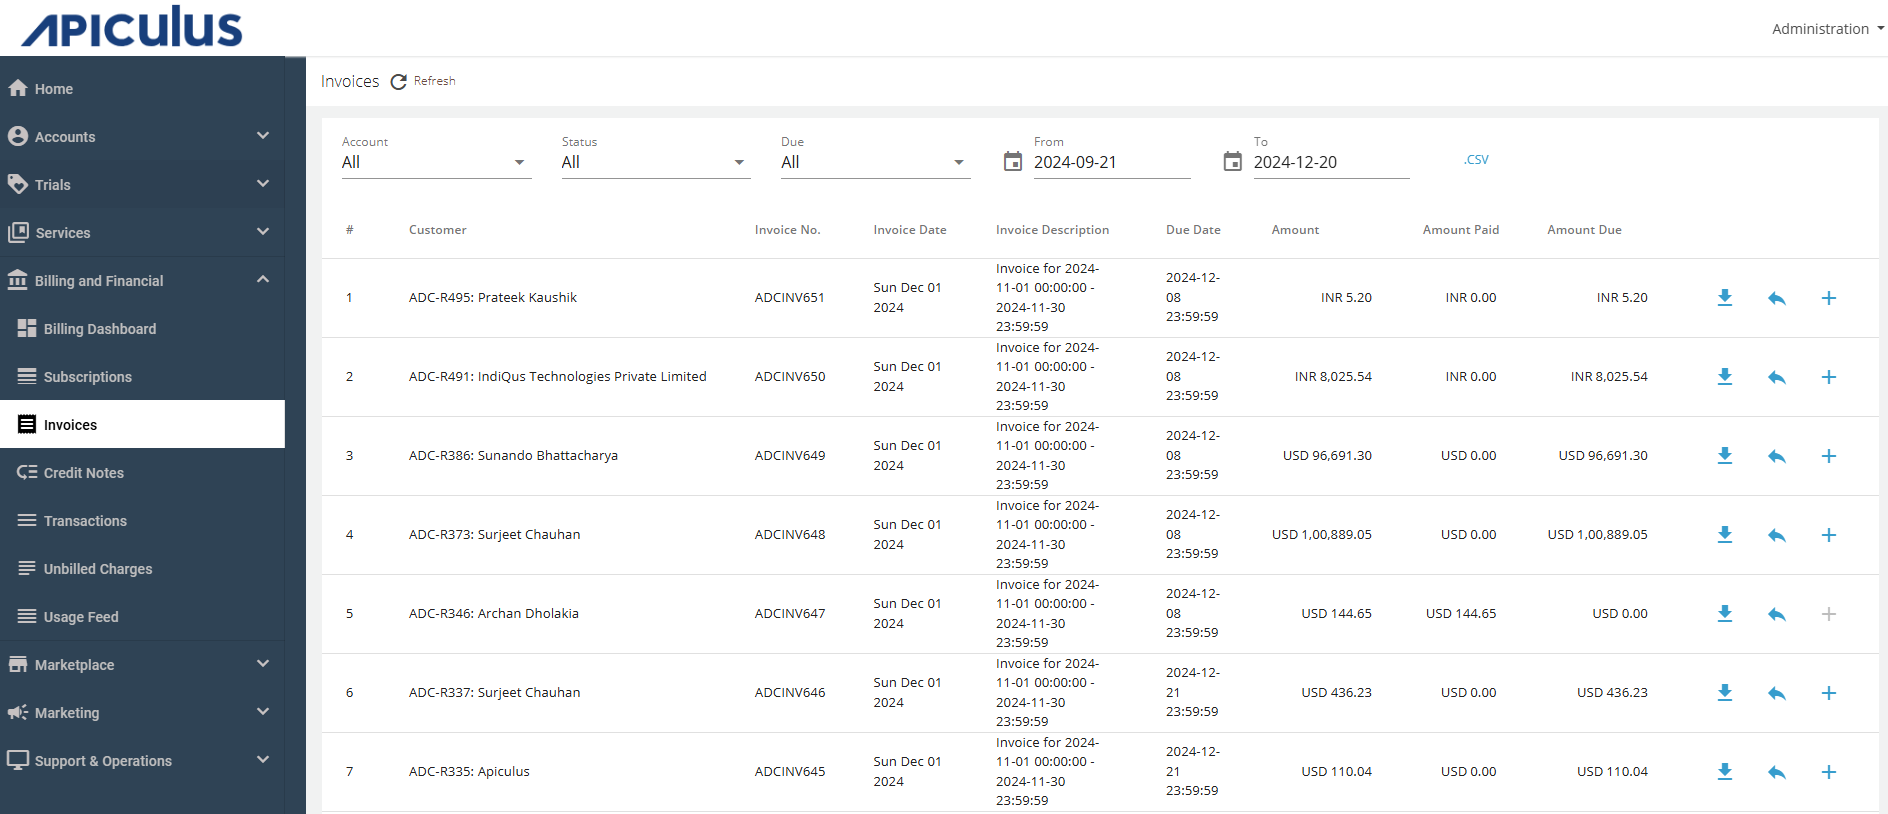 APICULUS
Administration
Home
Accounts
Trials
Services
Billing and Financial
Billing Dashboard
Subscriptions
Invoices
Credit Notes
Transactions
Unbilled Charges
Usage Feed
Marketplace
Marketing
Support & Operations
Invoices Refresh
Account Status Due From To
All All All 2024-09-21 2024-12-20 .CSV
# Customer Invoice No. Invoice Date Invoice Description Due Date Amount Amount Paid Amount Due
1 ADC-R495: Prateek Kaushik ADCINV651 Sun Dec 01 2024 Invoice for 2024-11-01 00:00:00 - 2024-11-30 23:59:59 2024-12-08 23:59:59 INR 5.20 INR 0.00 INR 5.20
2 ADC-R491: IndiQus Technologies Private Limited ADCINV650 Sun Dec 01 2024 Invoice for 2024-11-01 00:00:00 - 2024-11-30 23:59:59 2024-12-08 23:59:59 INR 8,025.54 INR 0.00 INR 8,025.54
3 ADC-R386: Sunando Bhattacharya ADCINV649 Sun Dec 01 2024 Invoice for 2024-11-01 00:00:00 - 2024-11-30 23:59:59 2024-12-08 23:59:59 USD 96,691.30 USD 0.00 USD 96,691.30
4 ADC-R373: Surjeet Chauhan ADCINV648 Sun Dec 01 2024 Invoice for 2024-11-01 00:00:00 - 2024-11-30 23:59:59 2024-12-08 23:59:59 USD 1,00,889.05 USD 0.00 USD 1,00,889.05
5 ADC-R346: Archan Dholakia ADCINV647 Sun Dec 01 2024 Invoice for 2024-11-01 00:00:00 - 2024-11-30 23:59:59 2024-12-08 23:59:59 USD 144.65 USD 144.65 USD 0.00
6 ADC-R337: Surjeet Chauhan ADCINV646 Sun Dec 01 2024 Invoice for 2024-11-01 00:00:00 - 2024-11-30 23:59:59 2024-12-21 23:59:59 USD 436.23 USD 0.00 USD 436.23
7 ADC-R335: Apiculus ADCINV645 Sun Dec 01 2024 Invoice for 2024-11-01 00:00:00 - 2024-11-30 23:59:59 2024-12-21 23:59:59 USD 110.04 USD 0.00 USD 110.04